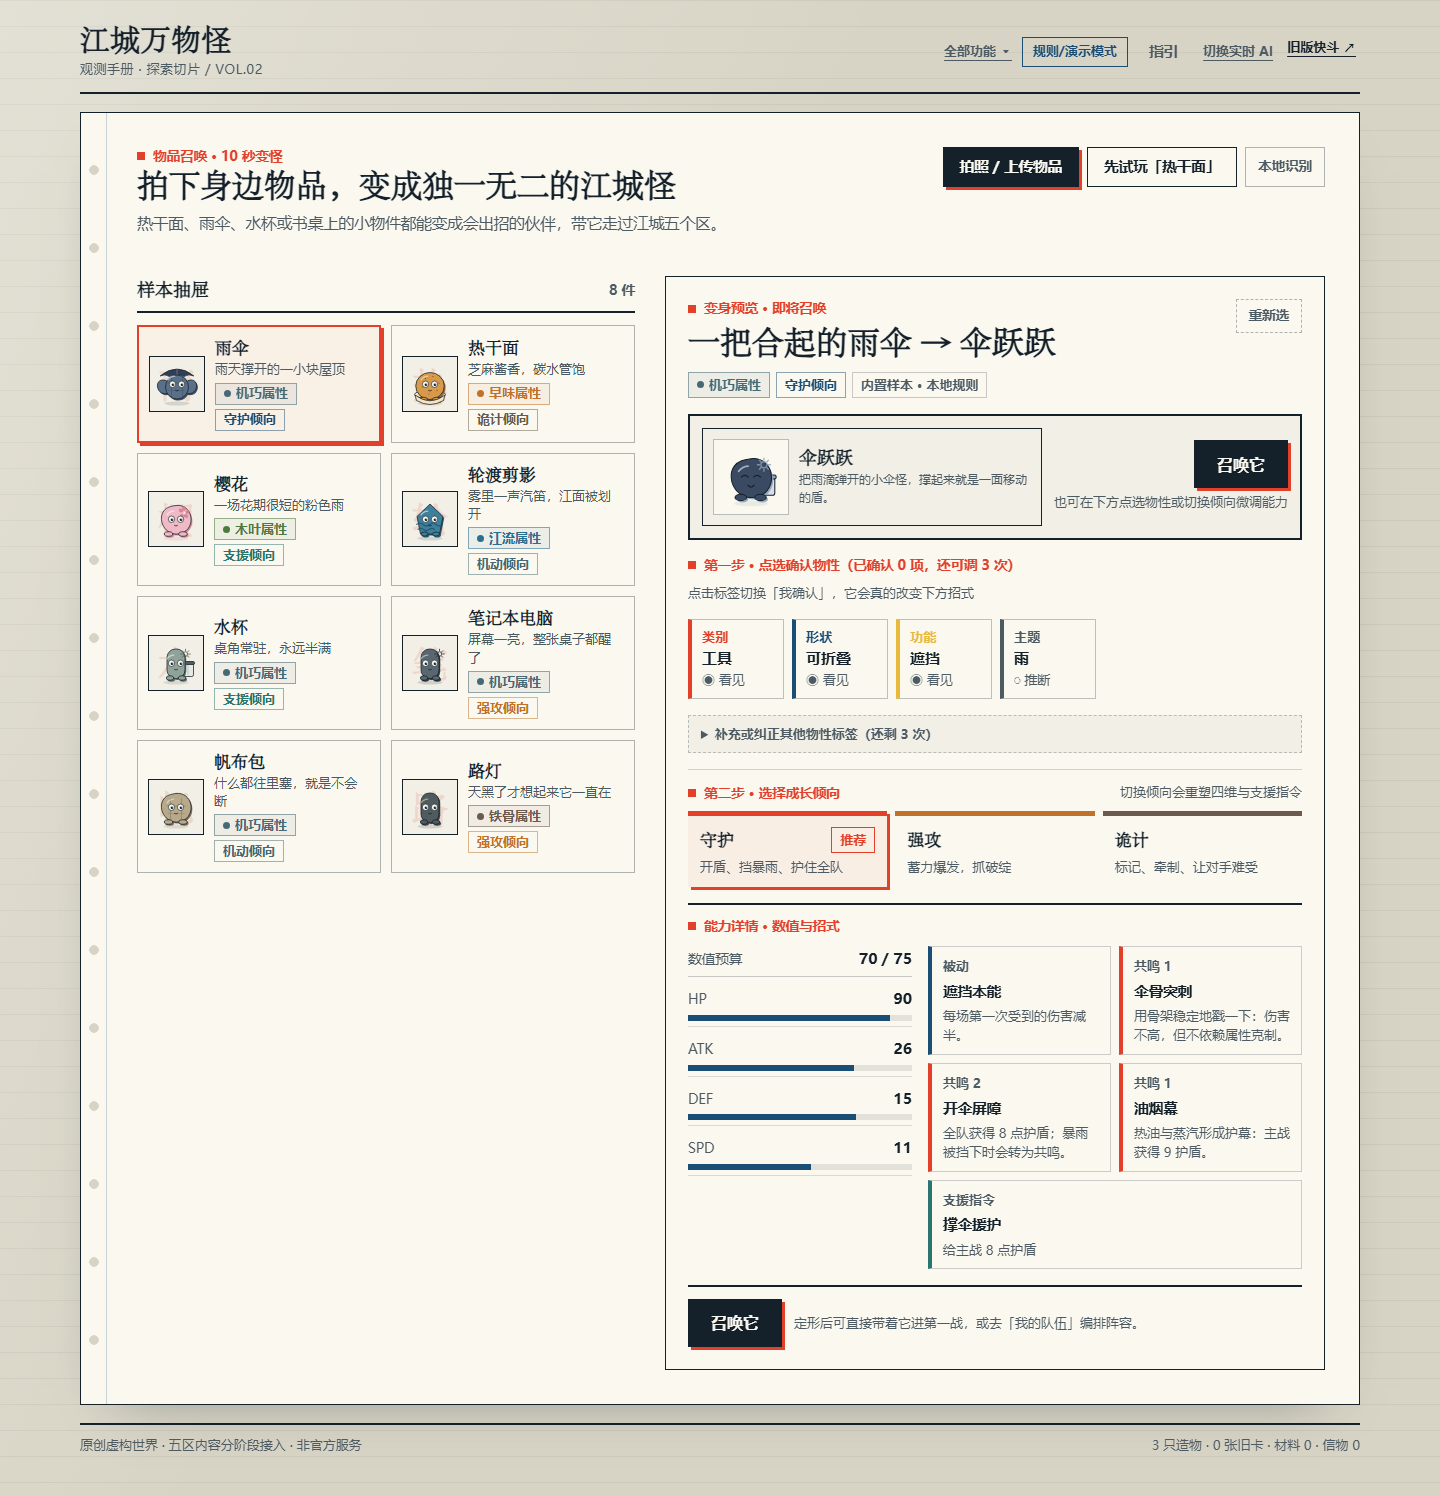 江城万物怪
观测手册 · 探索切片 / VOL.02
全部功能
规则/演示模式
指引
切换实时 AI
旧版快斗 ↗
物品召唤 • 10 秒变怪
拍下身边物品，变成独一无二的江城怪
热干面、雨伞、水杯或书桌上的小物件都能变成会出招的伙伴，带它走过江城五个区。
拍照 / 上传物品
先试玩「热干面」
本地识别
样本抽屉
8 件
雨伞
雨天撑开的一小块屋顶
机巧属性
守护倾向
热干面
芝麻酱香，碳水管饱
早味属性
诡计倾向
樱花
一场花期很短的粉色雨
木叶属性
支援倾向
轮渡剪影
雾里一声汽笛，江面被划
开
江流属性
机动倾向
水杯
桌角常驻，永远半满
机巧属性
支援倾向
笔记本电脑
屏幕一亮，整张桌子都醒
了
机巧属性
强攻倾向
帆布包
什么都往里塞，就是不会
断
机巧属性
机动倾向
路灯
天黑了才想起来它一直在
铁骨属性
强攻倾向
变身预览 • 即将召唤
一把合起的雨伞 → 伞跃跃
重新选
机巧属性
守护倾向
内置样本 • 本地规则
伞跃跃
把雨滴弹开的小伞怪，撑起来就是一面移动
的盾。
召唤它
也可在下方点选物性或切换倾向微调能力
第一步 • 点选确认物性（已确认 0 项，还可调 3 次）
点击标签切换「我确认」，它会真的改变下方招式
类别
工具
◉ 看见
形状
可折叠
◉ 看见
功能
遮挡
◉ 看见
主题
雨
○ 推断
▶ 补充或纠正其他物性标签（还剩 3 次）
第二步 • 选择成长倾向
切换倾向会重塑四维与支援指令
守护
推荐
开盾、挡暴雨、护住全队
强攻
蓄力爆发，抓破绽
诡计
标记、牵制、让对手难受
能力详情 • 数值与招式
数值预算
70 / 75
HP
90
ATK
26
DEF
15
SPD
11
被动
遮挡本能
每场第一次受到的伤害减
半。
共鸣 1
伞骨突刺
用骨架稳定地戳一下：伤害
不高，但不依赖属性克制。
共鸣 2
开伞屏障
全队获得 8 点护盾；暴雨
被挡下时会转为共鸣。
共鸣 1
油烟幕
热油与蒸汽形成护幕：主战
获得 9 护盾。
支援指令
撑伞援护
给主战 8 点护盾
召唤它
定形后可直接带着它进第一战，或去「我的队伍」编排阵容。
原创虚构世界 · 五区内容分阶段接入 · 非官方服务
3 只造物 · 0 张旧卡 · 材料 0 · 信物 0